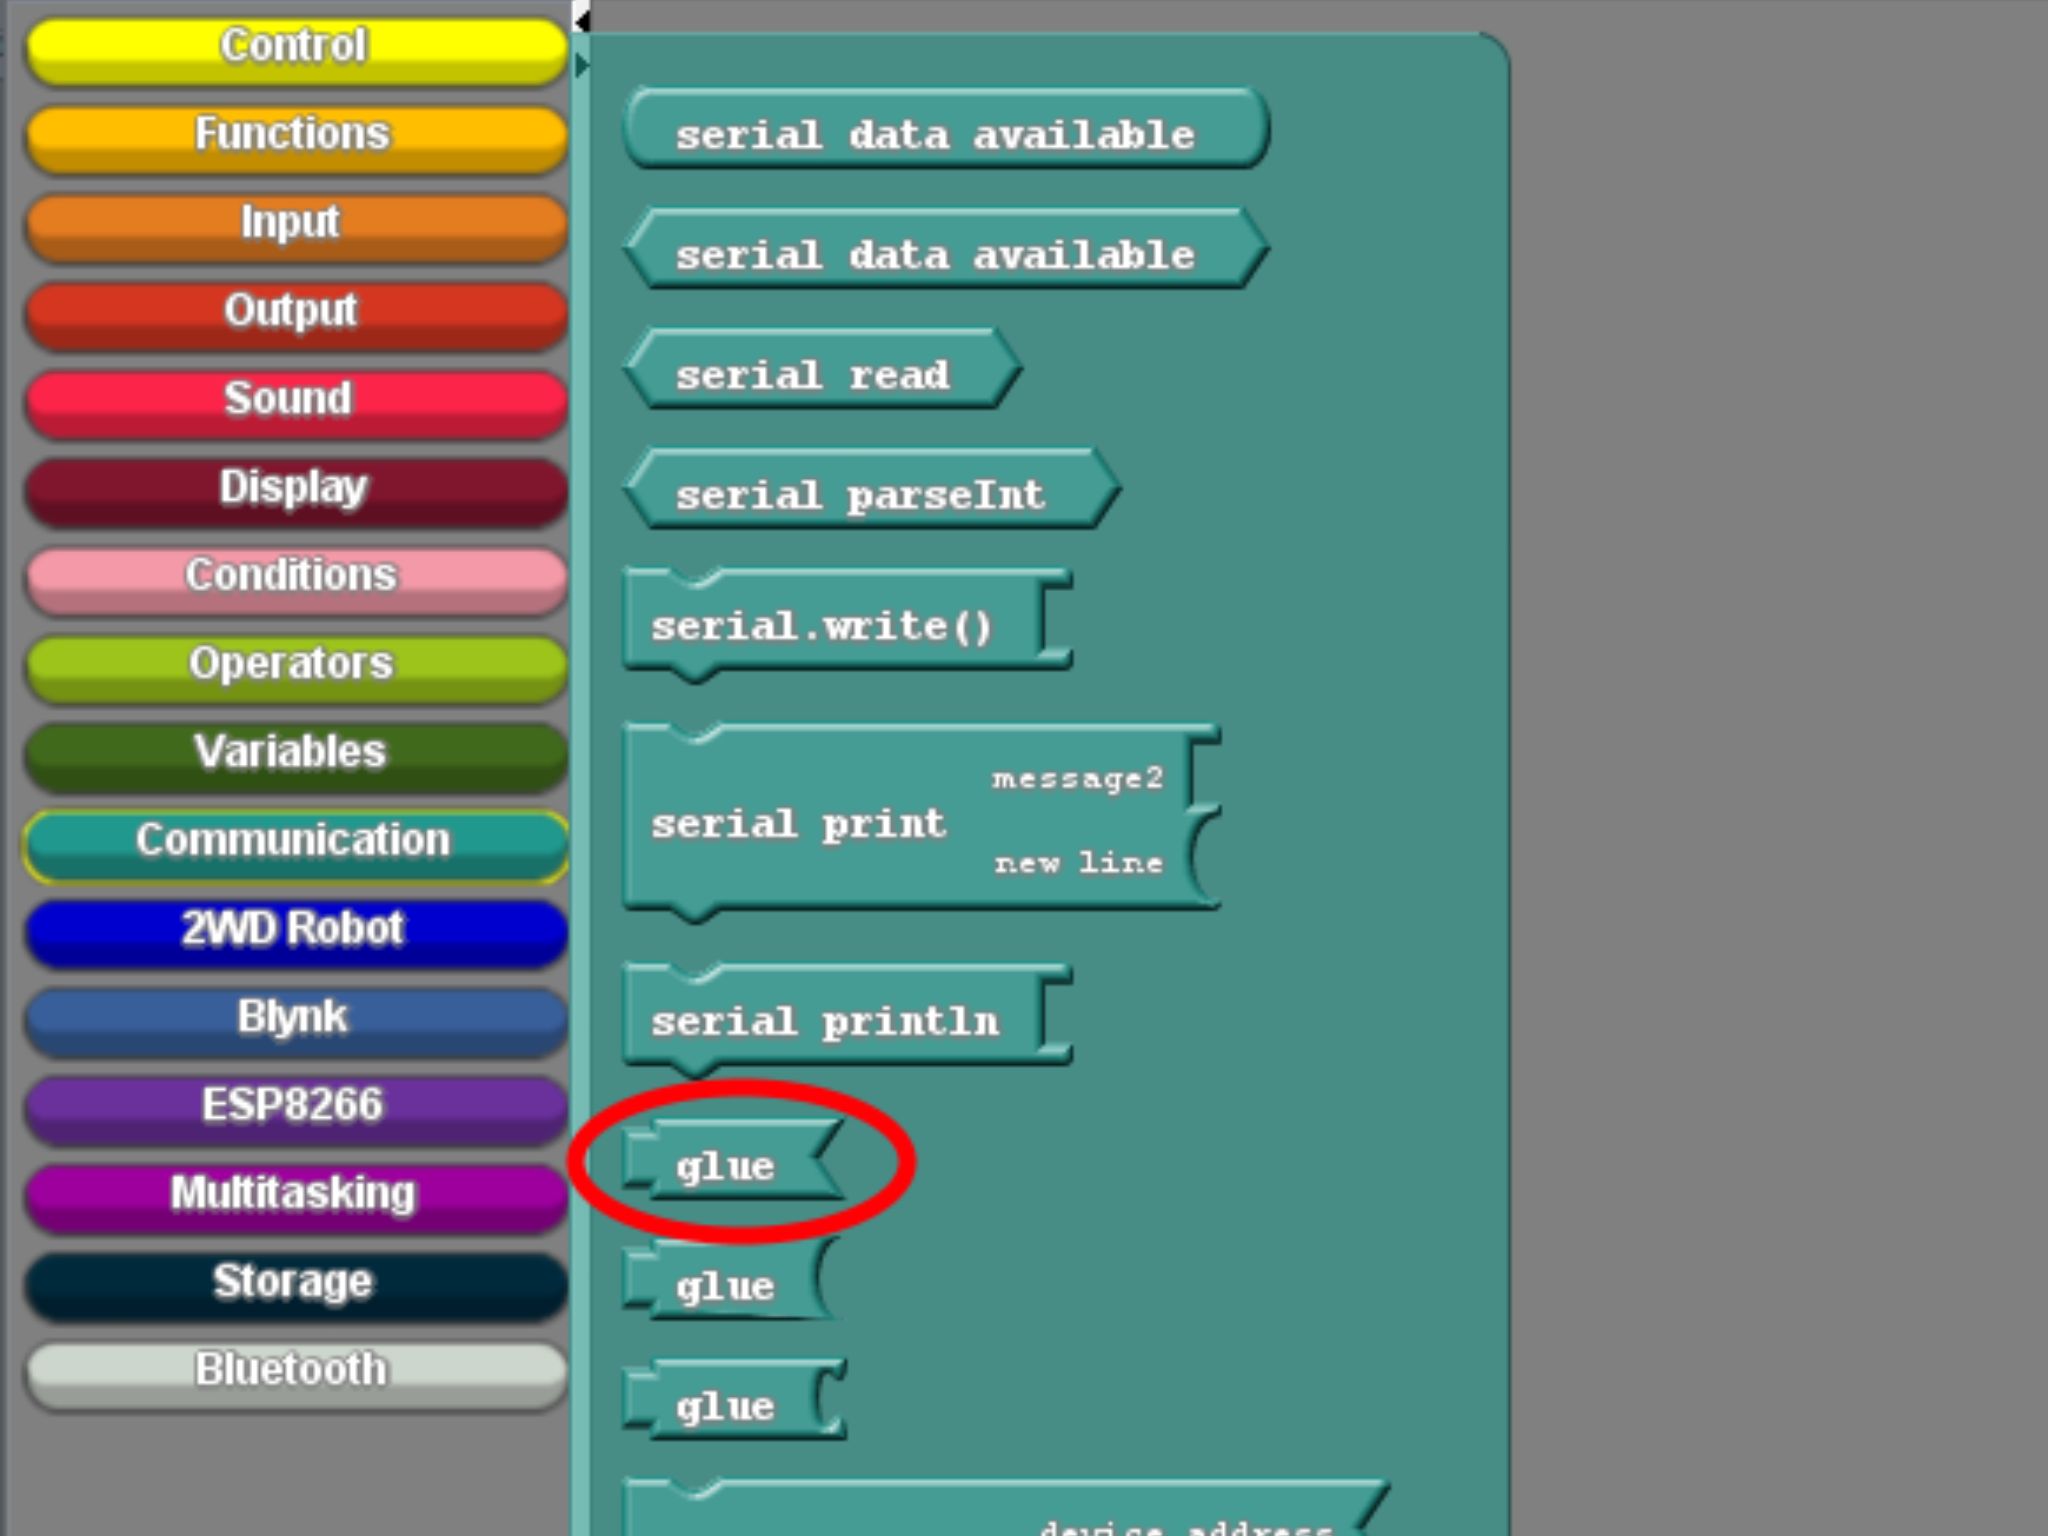 Control
Functions
Input
Output
Sound
Display
Conditions
Operators
Variables
Communication
2WD Robot
Blynk
ESP8266
Multitasking
Storage
Bluetooth
serial data available
serial data available
serial read
serial parseInt
serial.write()
message2
serial print
new line
serial println
glue
glue
glue
device address